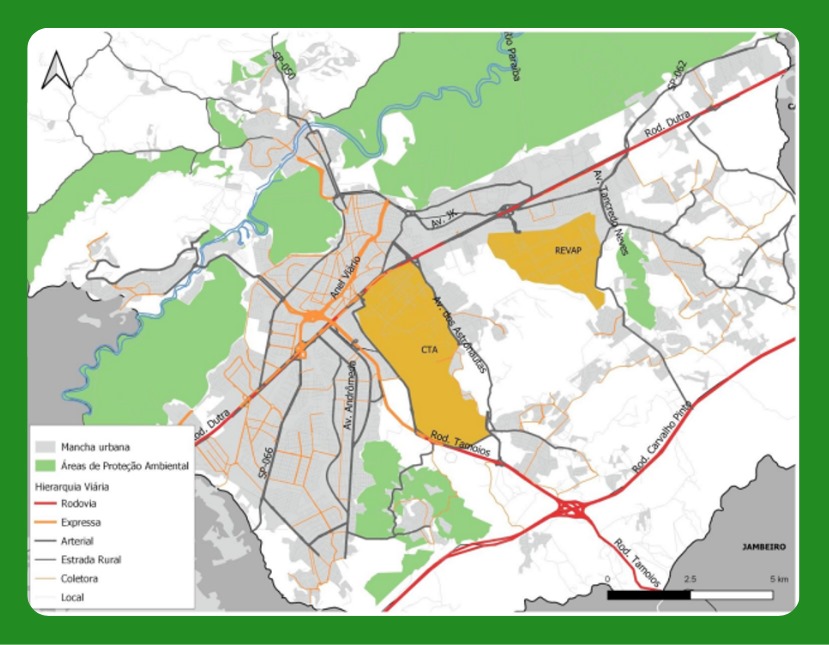 SP-050
Rio Paraíba
SP-062
Rod. Dutra
Av. JK
Av. Tancredo Neves
REVAP
Anel Viário
Av. dos Astronautas
CTA
Av. Andrômeda
Rod. Dutra
SP-066
Rod. Tamoios
Rod. Carvalho Pinto
Rod. Tamoios
JAMBEIRO
0 2.5 5 km
Mancha urbana
Áreas de Proteção Ambiental
Hierarquia Viária
Rodovia
Expressa
Arterial
Estrada Rural
Coletora
Local